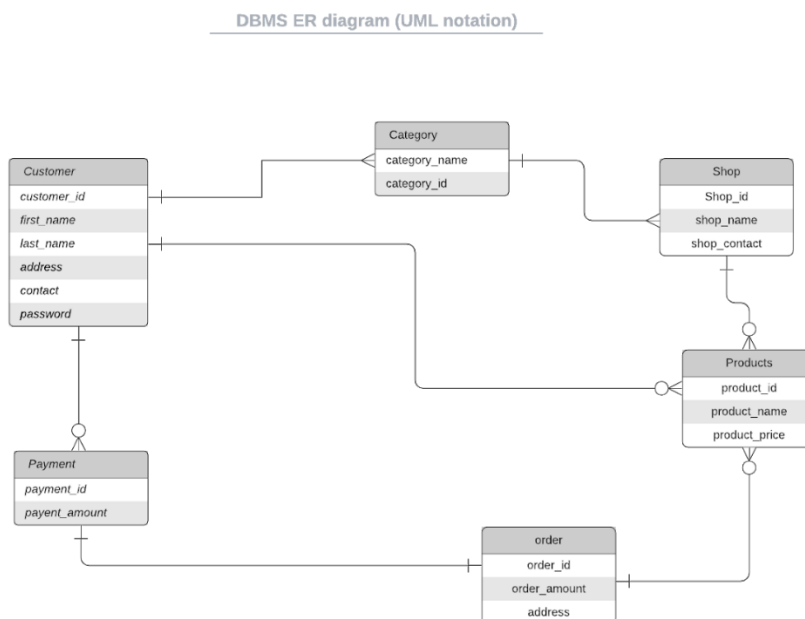 DBMS ER diagram (UML notation)
Category
category_name
category_id
Customer
customer_id
first_name
last_name
address
contact
password
Shop
Shop_id
shop_name
shop_contact
Products
product_id
product_name
product_price
Payment
payment_id
payent_amount
order
order_id
order_amount
address